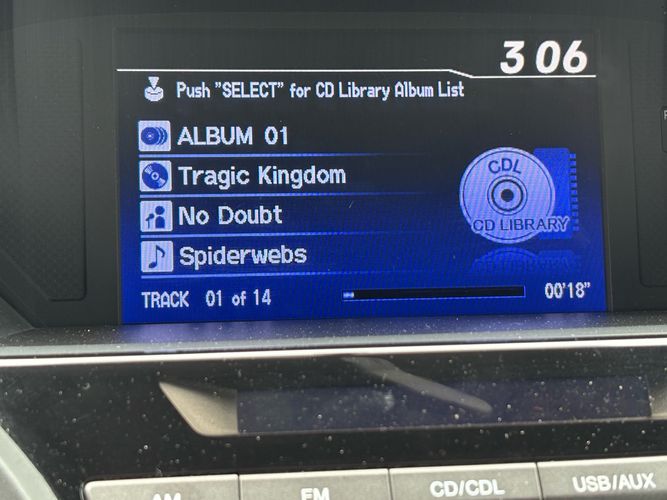 3 06
Push "SELECT" for CD Library Album List
ALBUM 01
Tragic Kingdom
No Doubt
Spiderwebs
CDL
CD LIBRARY
TRACK 01 of 14 00'18"
AM FM CD/CDL USB/AUX